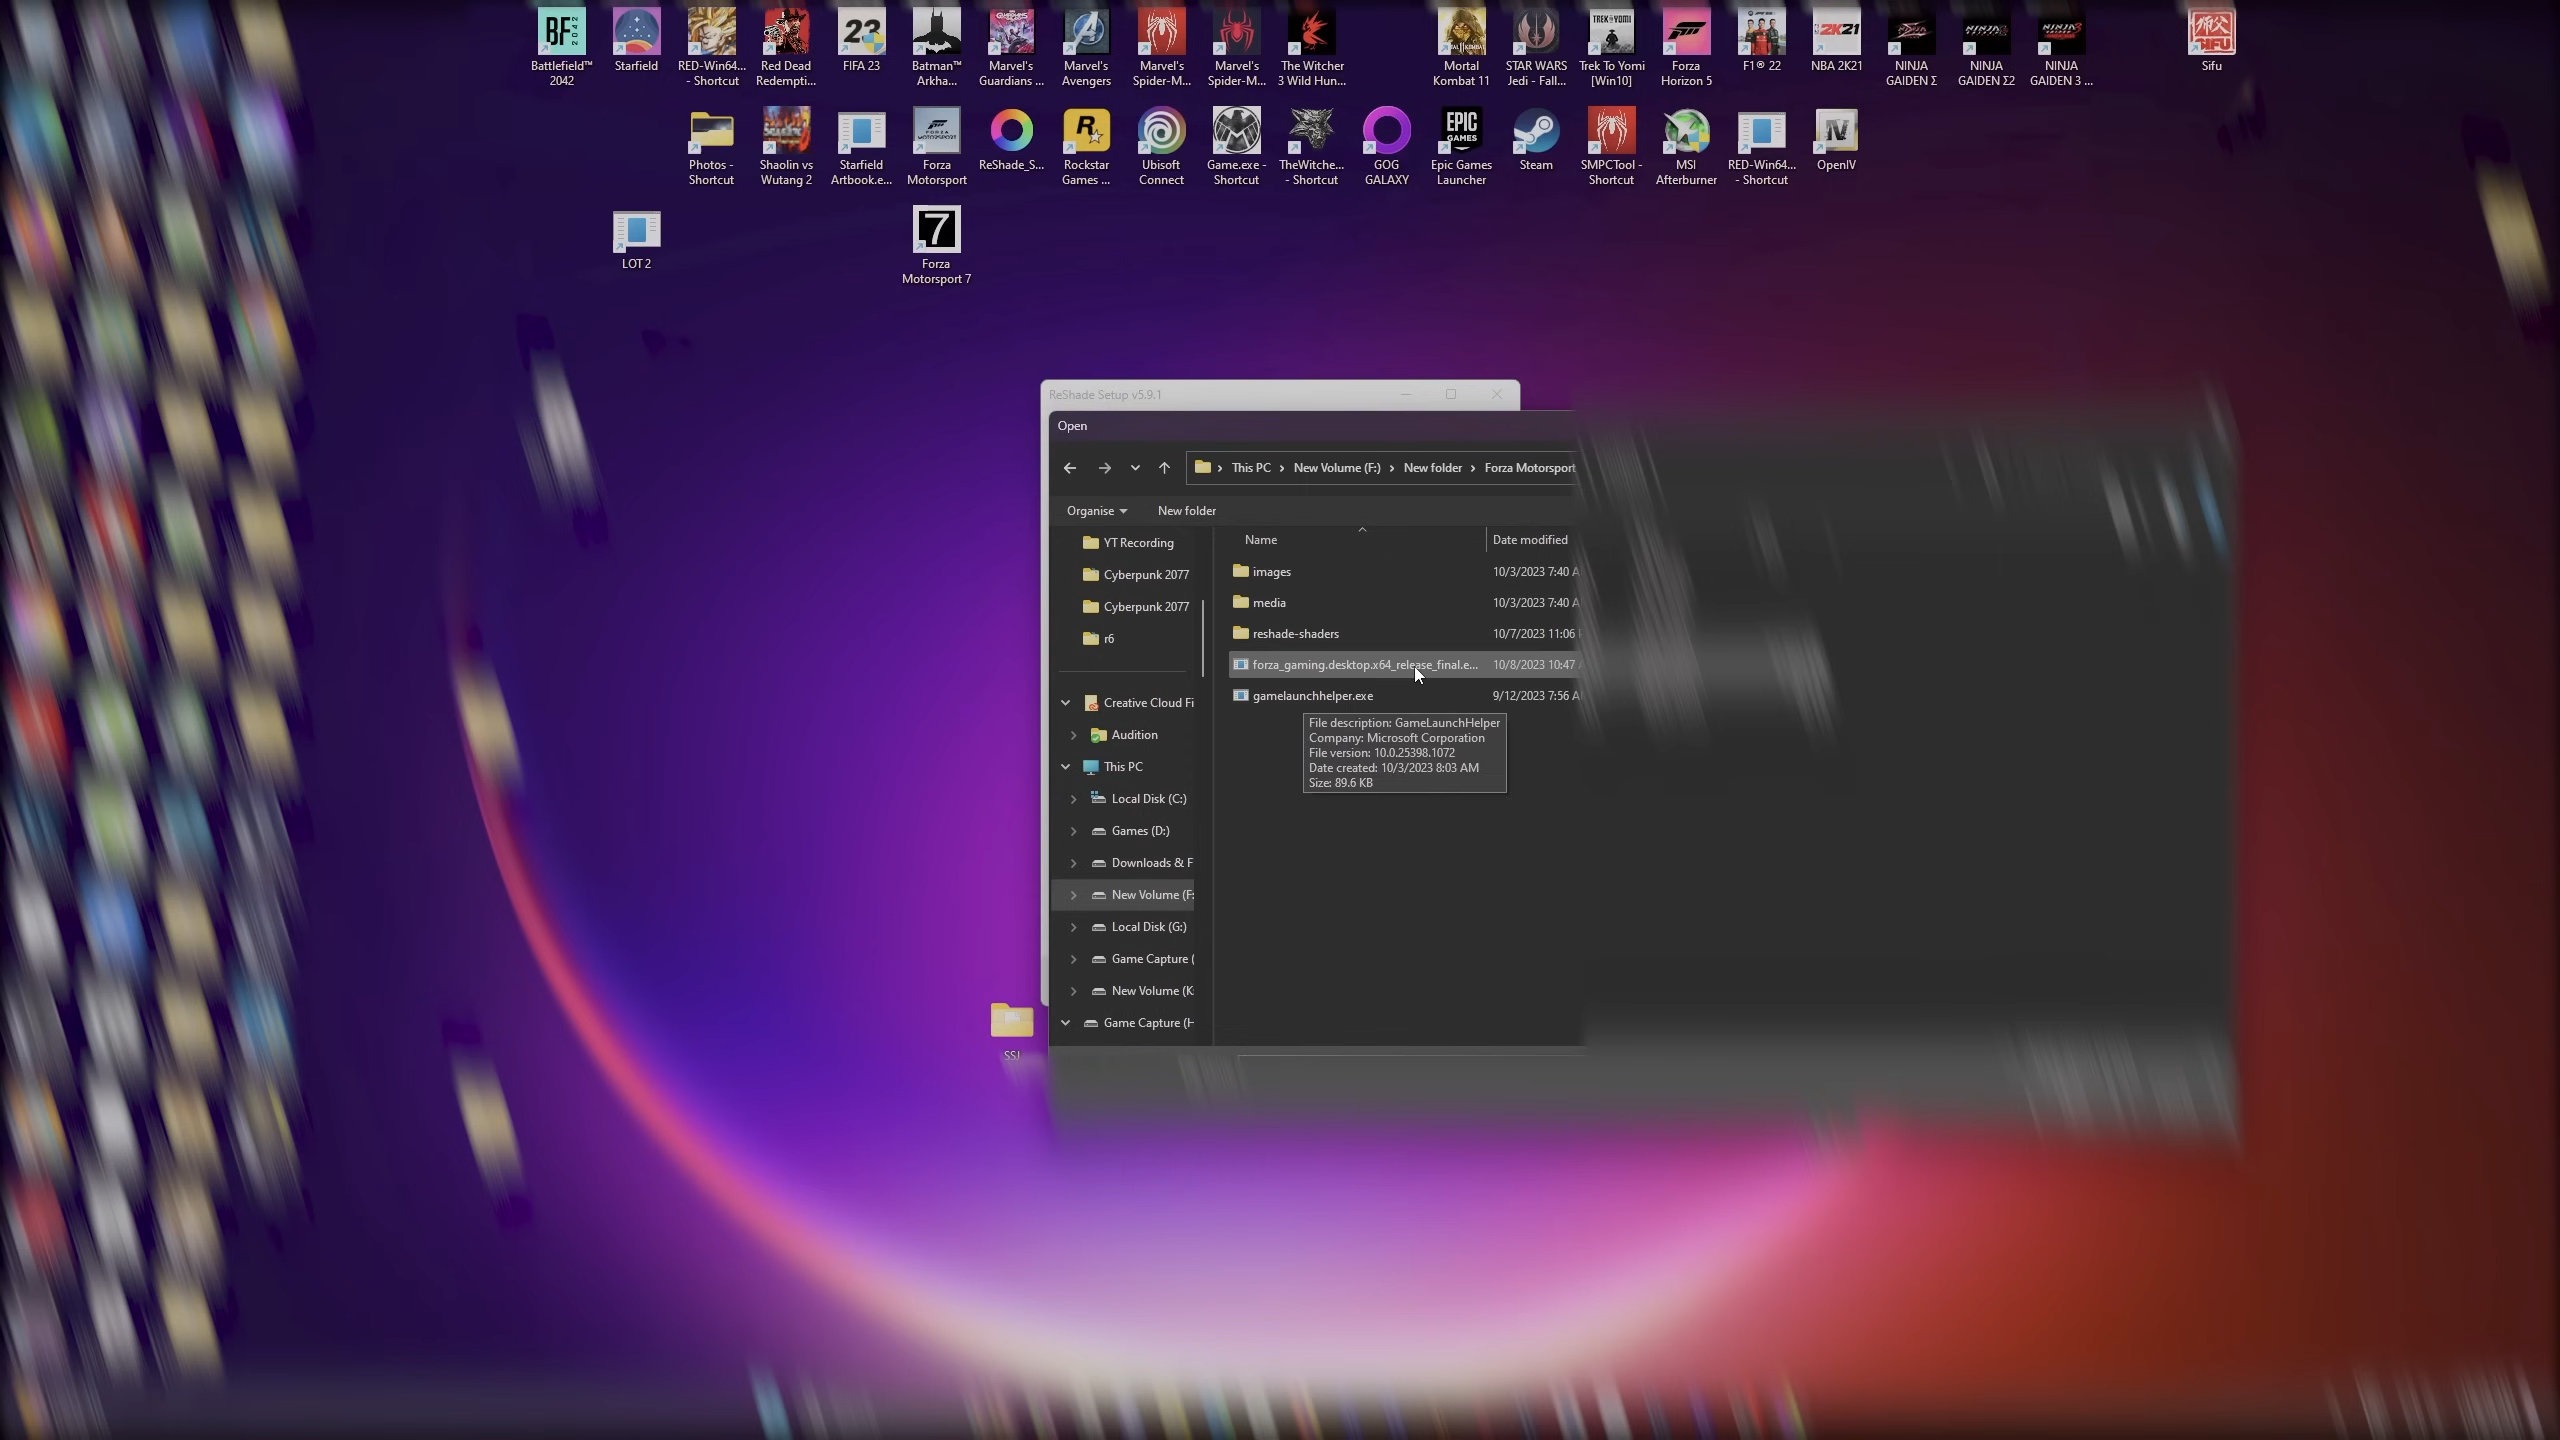 Battlefield™ 2042
Starfield
RED-Win64... - Shortcut
Red Dead Redempti...
FIFA 23
Batman™ Arkha...
Marvel's Guardians ...
Marvel's Avengers
Marvel's Spider-M...
Marvel's Spider-M...
The Witcher 3 Wild Hun...
Mortal Kombat 11
STAR WARS Jedi - Fall...
Trek To Yomi [Win10]
Forza Horizon 5
F1® 22
NBA 2K21
NINJA GAIDEN Σ
NINJA GAIDEN Σ2
NINJA GAIDEN 3 ...
Sifu
Photos - Shortcut
Shaolin vs Wutang 2
Starfield Artbook.e...
Forza Motorsport
ReShade_S...
Rockstar Games ...
Ubisoft Connect
Game.exe - Shortcut
TheWitche... - Shortcut
GOG GALAXY
Epic Games Launcher
Steam
SMPCTool - Shortcut
MSI Afterburner
RED-Win64... - Shortcut
OpenIV
LOT 2
Forza Motorsport 7
ReShade Setup v5.9.1
Open
This PC > New Volume (F:) > New folder > Forza Motorsport
Organise
New folder
Name
Date modified
YT Recording
Cyberpunk 2077
Cyberpunk 2077
r6
Creative Cloud Fi
Audition
This PC
Local Disk (C:)
Games (D:)
Downloads & F
New Volume (F:
Local Disk (G:)
Game Capture (
New Volume (K:
Game Capture (H
images 10/3/2023 7:40 A
media 10/3/2023 7:40 A
reshade-shaders 10/7/2023 11:06
forza_gaming.desktop.x64_release_final.e... 10/8/2023 10:47
gamelaunchhelper.exe 9/12/2023 7:56 A
File description: GameLaunchHelper
Company: Microsoft Corporation
File version: 10.0.25398.1072
Date created: 10/3/2023 8:03 AM
Size: 89.6 KB
SSJ